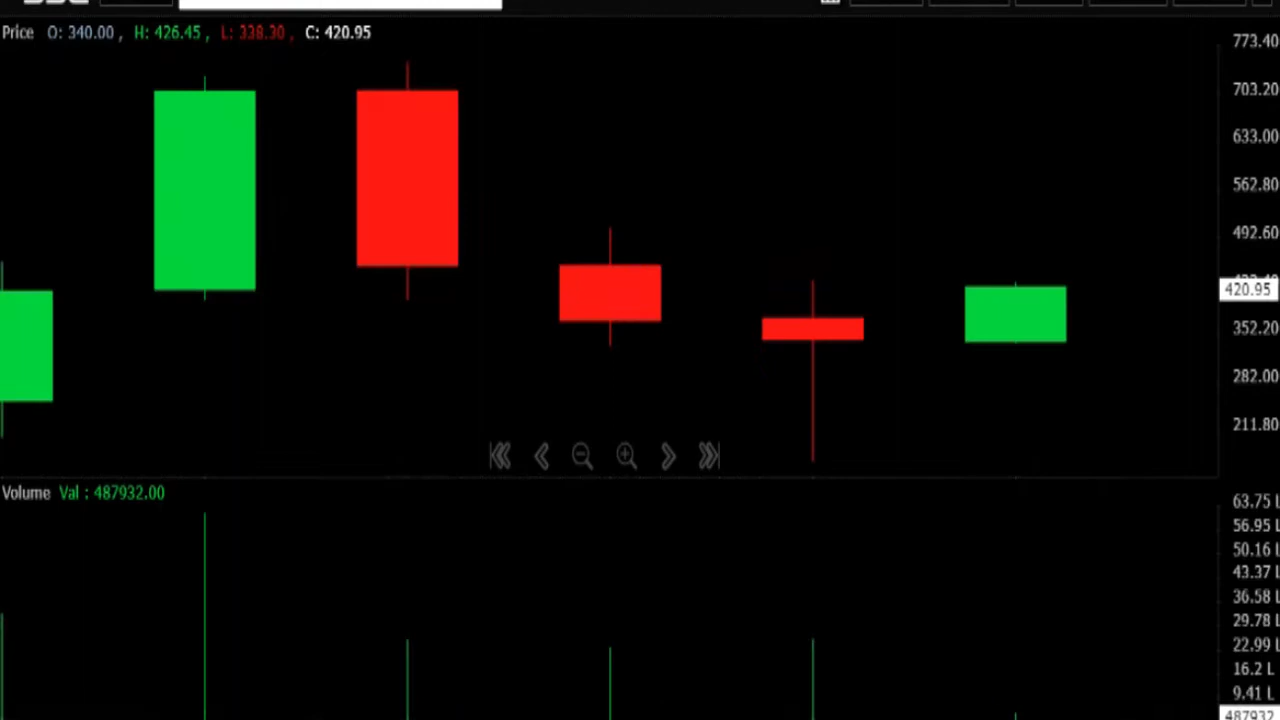 Price O: 340.00 , H: 426.45 , L: 338.30 , C: 420.95
773.40
703.20
633.00
562.80
492.60
420.95
352.20
282.00
211.80
Volume Val : 487932.00
63.75 L
56.95 L
50.16 L
43.37 L
36.58 L
29.78 L
22.99 L
16.2 L
9.41 L
487932